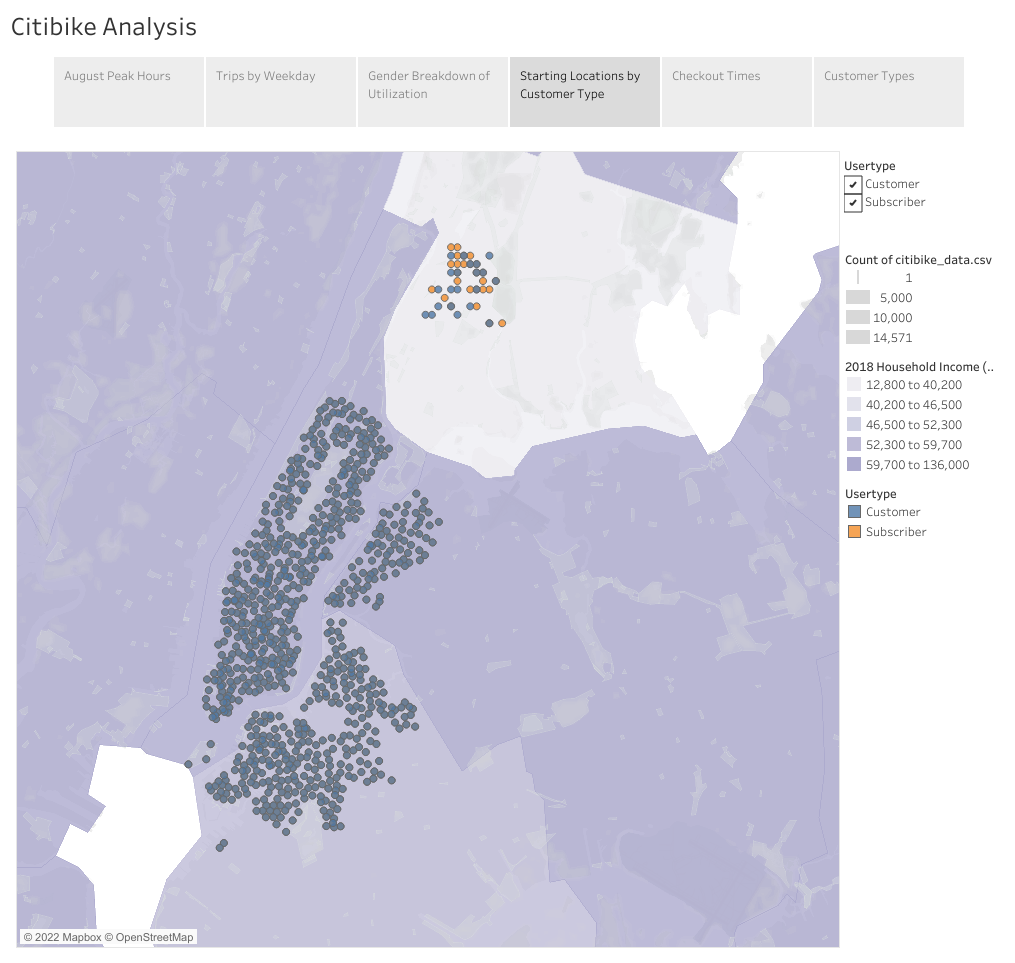 Citibike Analysis
August Peak Hours
Trips by Weekday
Gender Breakdown of
Utilization
Starting Locations by
Customer Type
Checkout Times
Customer Types
Usertype
Customer
Subscriber
Count of citibike_data.csv
1
5,000
10,000
14,571
2018 Household Income (..
12,800 to 40,200
40,200 to 46,500
46,500 to 52,300
52,300 to 59,700
59,700 to 136,000
Usertype
Customer
Subscriber
© 2022 Mapbox © OpenStreetMap